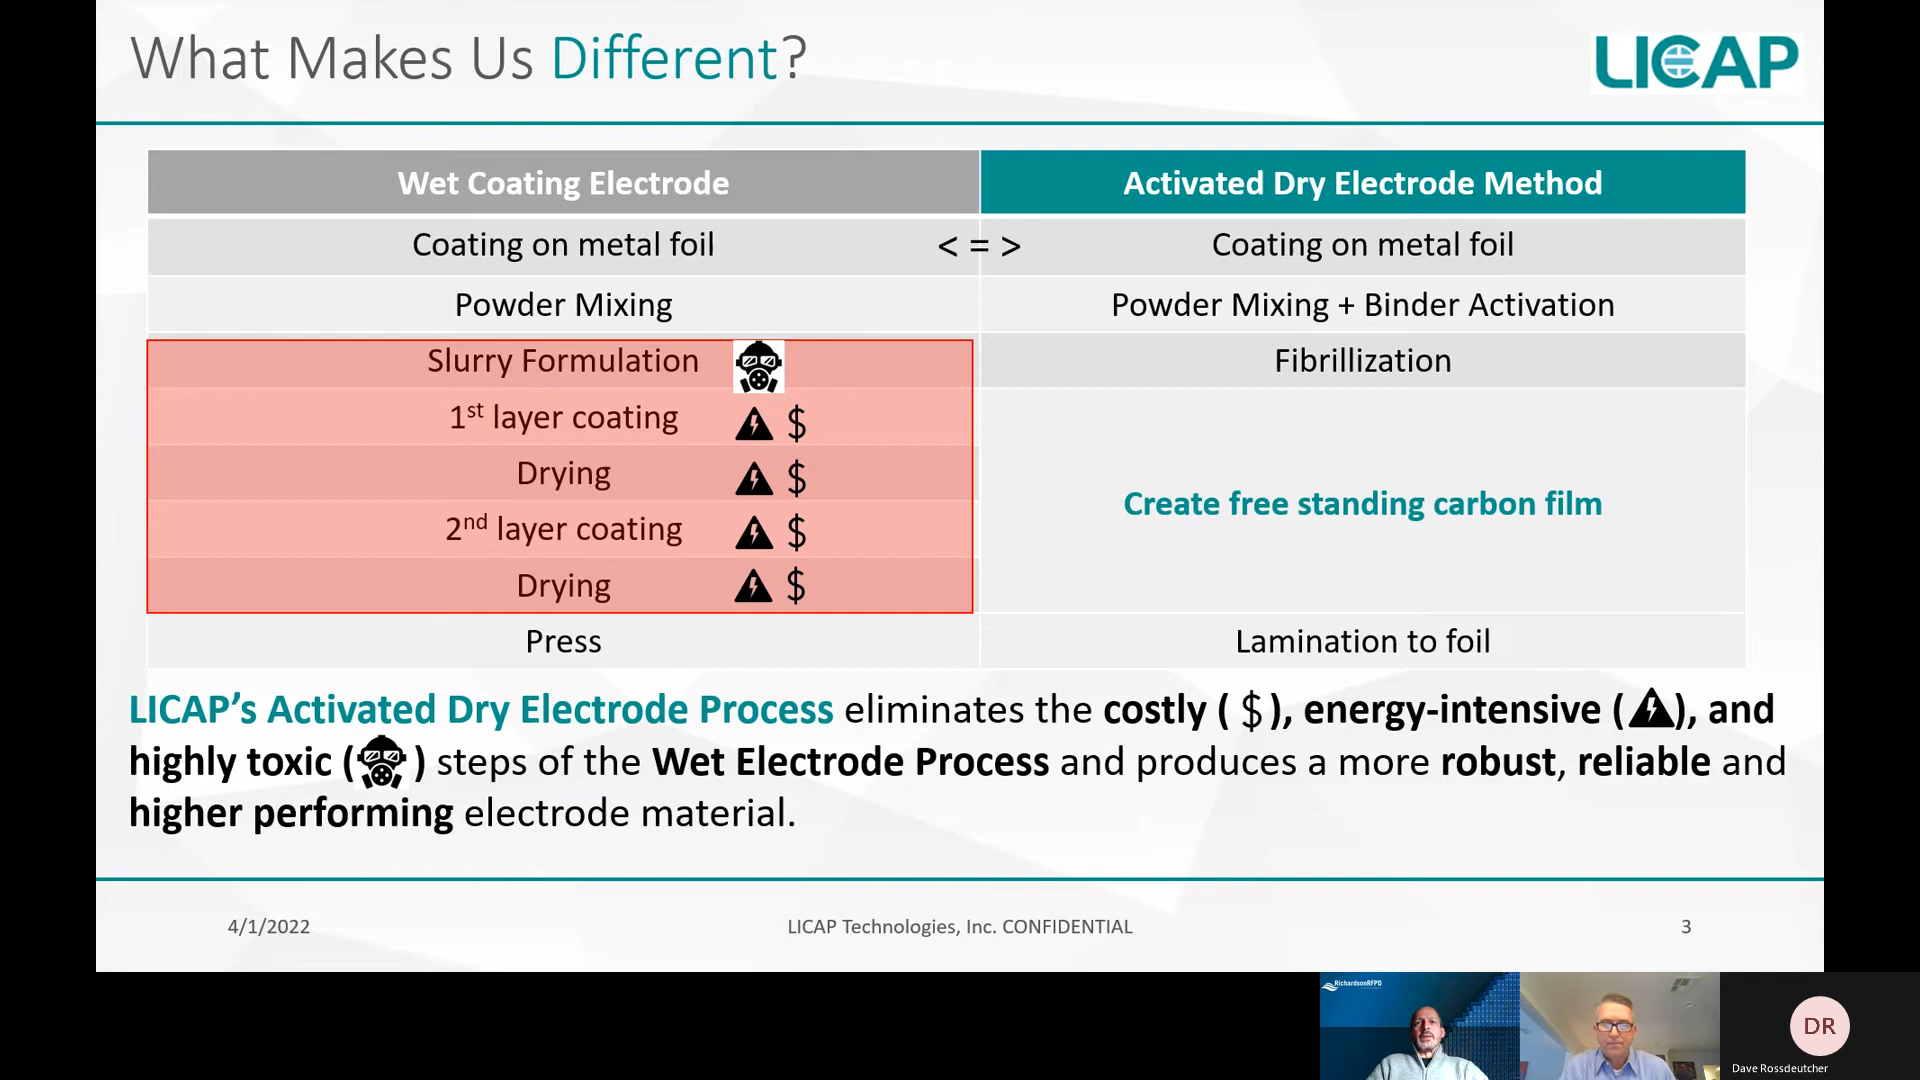 What Makes Us Different?
LICAP
Wet Coating Electrode
Activated Dry Electrode Method
Coating on metal foil
< = >
Coating on metal foil
Powder Mixing
Powder Mixing + Binder Activation
Slurry Formulation
Fibrillization
1st layer coating $
Drying $
2nd layer coating $
Drying $
Create free standing carbon film
Press
Lamination to foil
LICAP’s Activated Dry Electrode Process eliminates the costly ( $ ), energy-intensive ( ), and
highly toxic ( ) steps of the Wet Electrode Process and produces a more robust, reliable and
higher performing electrode material.
4/1/2022
LICAP Technologies, Inc. CONFIDENTIAL
3
RichardsonRFPD
DR
Dave Rossdeutcher